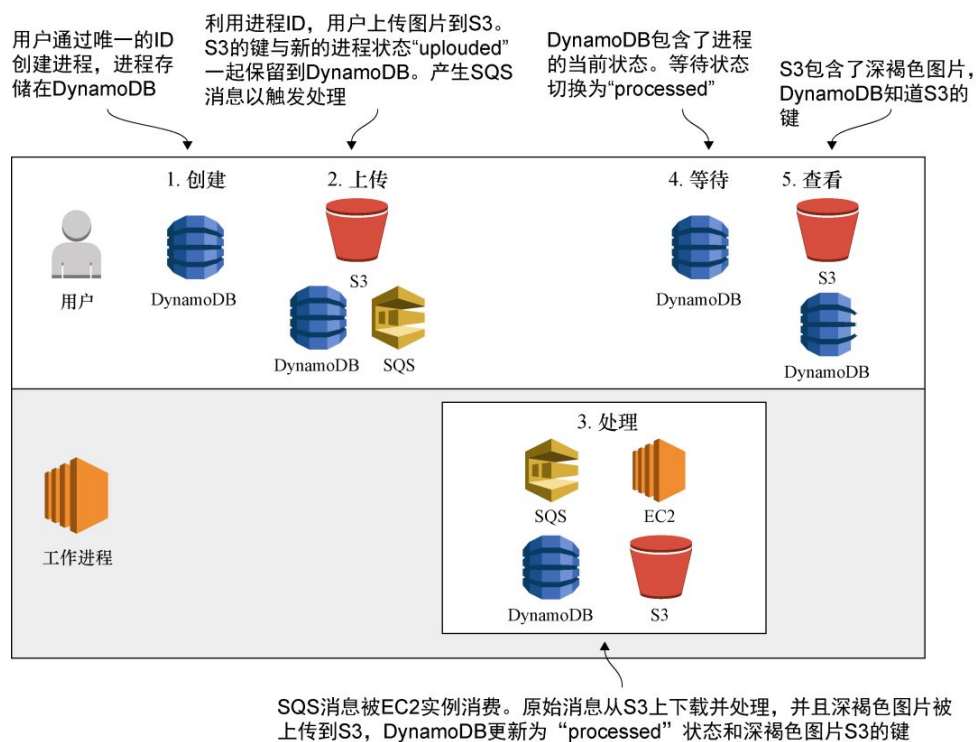 用户通过唯一的ID
创建进程，进程存
储在DynamoDB
利用进程ID，用户上传图片到S3。
S3的键与新的进程状态“uplouded”
一起保留到DynamoDB。产生SQS
消息以触发处理
DynamoDB包含了进程
的当前状态。等待状态
切换为“processed”
S3包含了深褐色图片，
DynamoDB知道S3的
键
1. 创建
2. 上传
4. 等待
5. 查看
用户
DynamoDB
S3
DynamoDB
SQS
DynamoDB
S3
DynamoDB
3. 处理
工作进程
SQS
EC2
DynamoDB
S3
SQS消息被EC2实例消费。原始消息从S3上下载并处理，并且深褐色图片被
上传到S3，DynamoDB更新为“processed”状态和深褐色图片S3的键